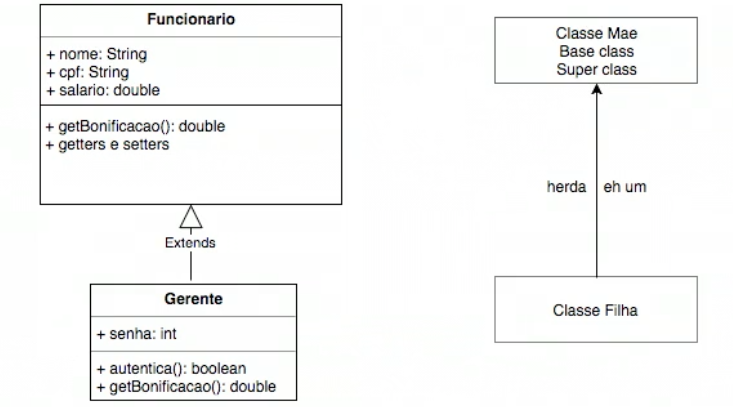 Funcionario
+ nome: String
+ cpf: String
+ salario: double
+ getBonificacao(): double
+ getters e setters
Extends
Gerente
+ senha: int
+ autentica(): boolean
+ getBonificacao(): double
Classe Mae
Base class
Super class
herda
eh um
Classe Filha